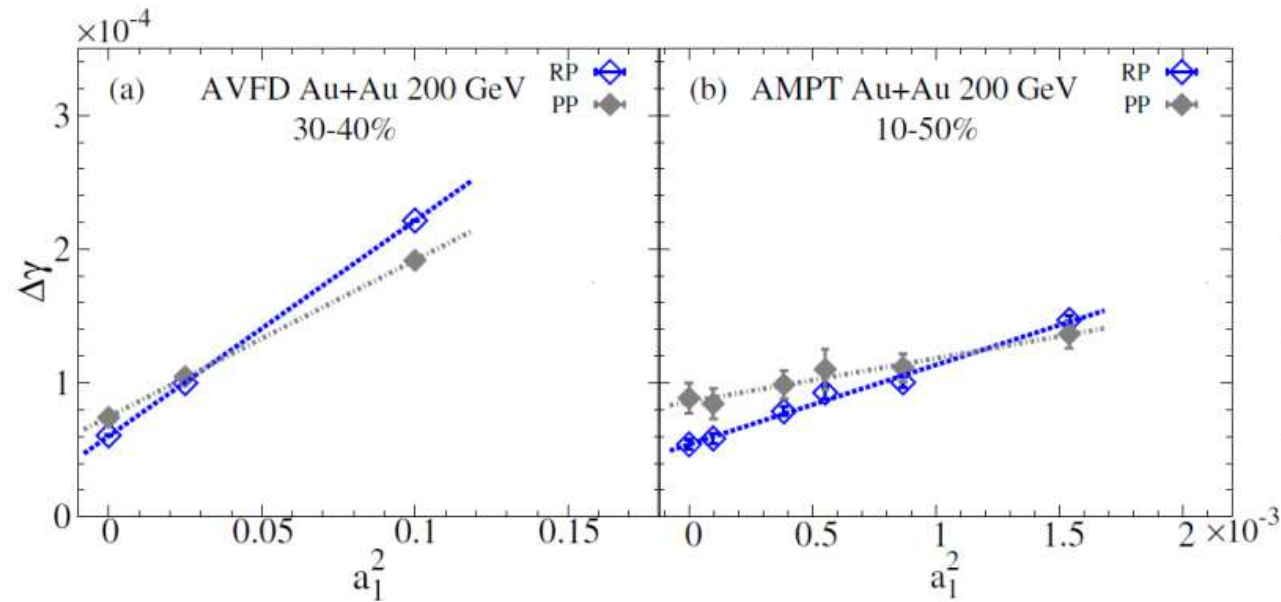 ×10⁻⁴
(a) AVFD Au+Au 200 GeV
30-40%
RP
PP
(b) AMPT Au+Au 200 GeV
10-50%
RP
PP
3
2
1
0
Δγ
0 0.05 0.1 0.15
0 0.5 1 1.5 2 ×10⁻³
a₁²
a₁²